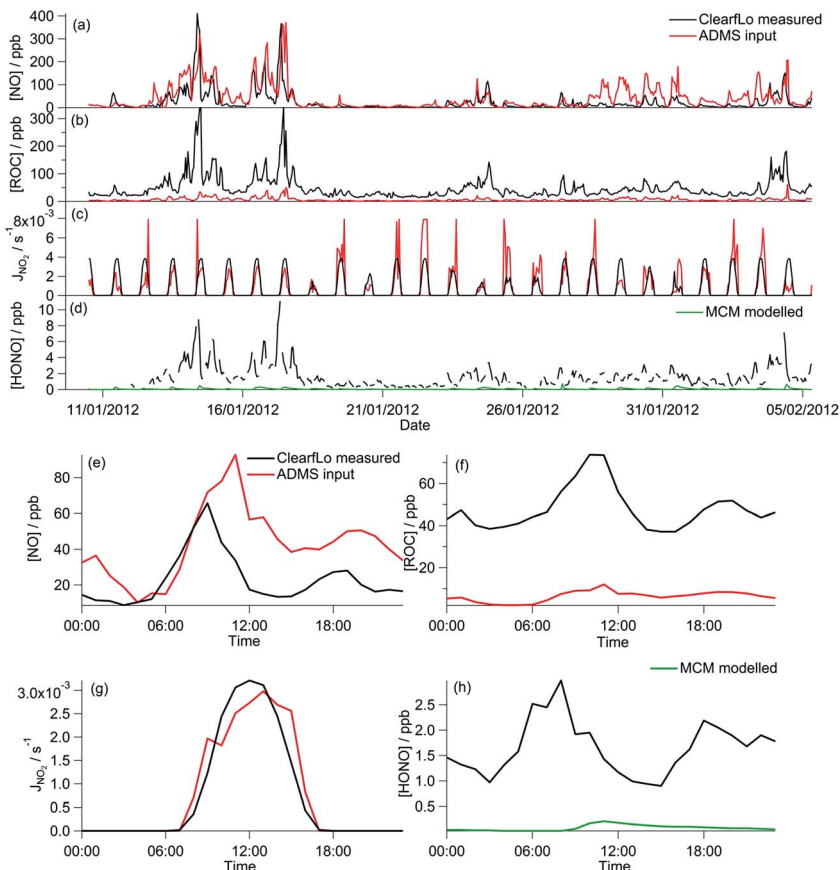 (a)
ClearfLo measured
ADMS input
[NO] / ppb
400
300
200
100
0
(b)
[ROC] / ppb
300
200
100
0
(c)
J NO2 / s-1
8x10-3
4
0
(d)
MCM modelled
[HONO] / ppb
10
8
6
4
2
0
11/01/2012 16/01/2012 21/01/2012 26/01/2012 31/01/2012 05/02/2012
Date
(e)
ClearfLo measured
ADMS input
[NO] / ppb
80
60
40
20
00:00 06:00 12:00 18:00
Time
(f)
[ROC] / ppb
60
40
20
00:00 06:00 12:00 18:00
Time
(g)
J NO2 / s-1
3.0x10-3
2.5
2.0
1.5
1.0
0.5
0.0
00:00 06:00 12:00 18:00
Time
MCM modelled
(h)
[HONO] / ppb
2.5
2.0
1.5
1.0
0.5
00:00 06:00 12:00 18:00
Time